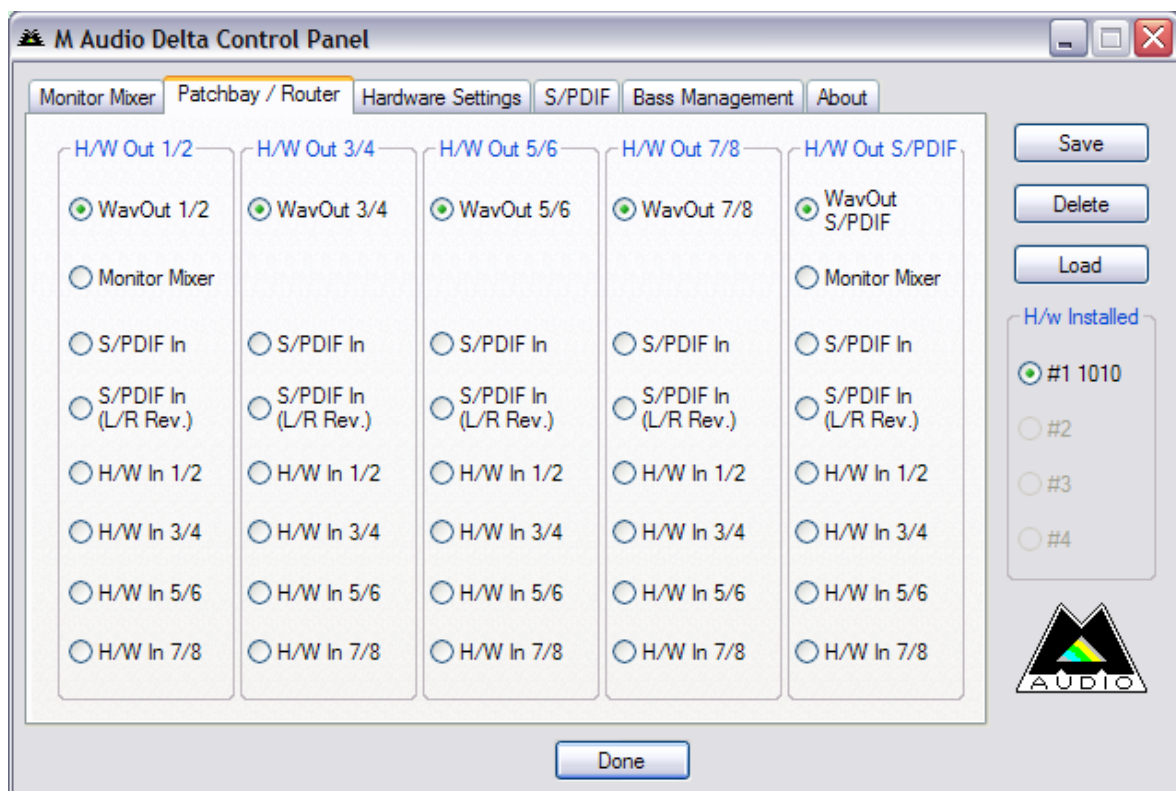 M Audio Delta Control Panel
Monitor Mixer
Patchbay / Router
Hardware Settings
S/PDIF
Bass Management
About
H/W Out 1/2
WavOut 1/2
Monitor Mixer
S/PDIF In
S/PDIF In
(L/R Rev.)
H/W In 1/2
H/W In 3/4
H/W In 5/6
H/W In 7/8
H/W Out 3/4
WavOut 3/4
S/PDIF In
S/PDIF In
(L/R Rev.)
H/W In 1/2
H/W In 3/4
H/W In 5/6
H/W In 7/8
H/W Out 5/6
WavOut 5/6
S/PDIF In
S/PDIF In
(L/R Rev.)
H/W In 1/2
H/W In 3/4
H/W In 5/6
H/W In 7/8
H/W Out 7/8
WavOut 7/8
S/PDIF In
S/PDIF In
(L/R Rev.)
H/W In 1/2
H/W In 3/4
H/W In 5/6
H/W In 7/8
H/W Out S/PDIF
WavOut
S/PDIF
Monitor Mixer
S/PDIF In
S/PDIF In
(L/R Rev.)
H/W In 1/2
H/W In 3/4
H/W In 5/6
H/W In 7/8
Save
Delete
Load
H/w Installed
#1 1010
#2
#3
#4
AUDIO
Done